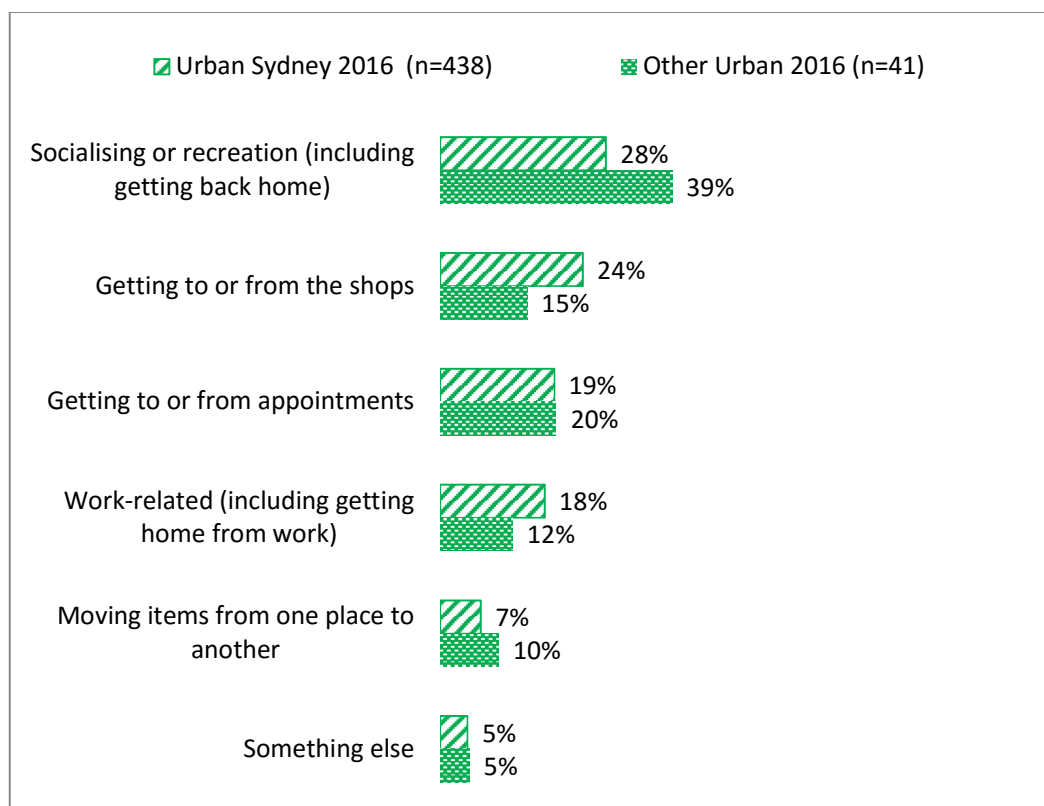 Urban Sydney 2016 (n=438)
Other Urban 2016 (n=41)
Socialising or recreation (including
getting back home)
28%
39%
Getting to or from the shops
24%
15%
Getting to or from appointments
19%
20%
Work-related (including getting
home from work)
18%
12%
Moving items from one place to
another
7%
10%
Something else
5%
5%